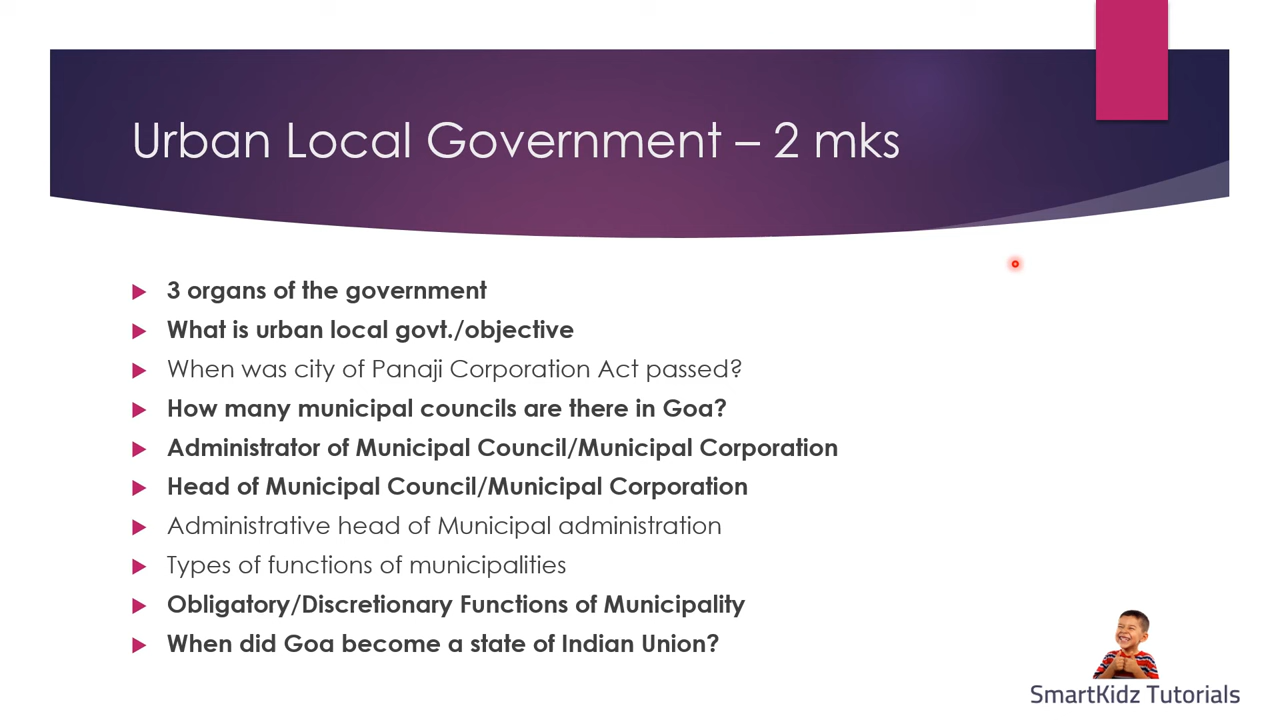 Urban Local Government – 2 mks
3 organs of the government
What is urban local govt./objective
When was city of Panaji Corporation Act passed?
How many municipal councils are there in Goa?
Administrator of Municipal Council/Municipal Corporation
Head of Municipal Council/Municipal Corporation
Administrative head of Municipal administration
Types of functions of municipalities
Obligatory/Discretionary Functions of Municipality
When did Goa become a state of Indian Union?
SmartKidz Tutorials